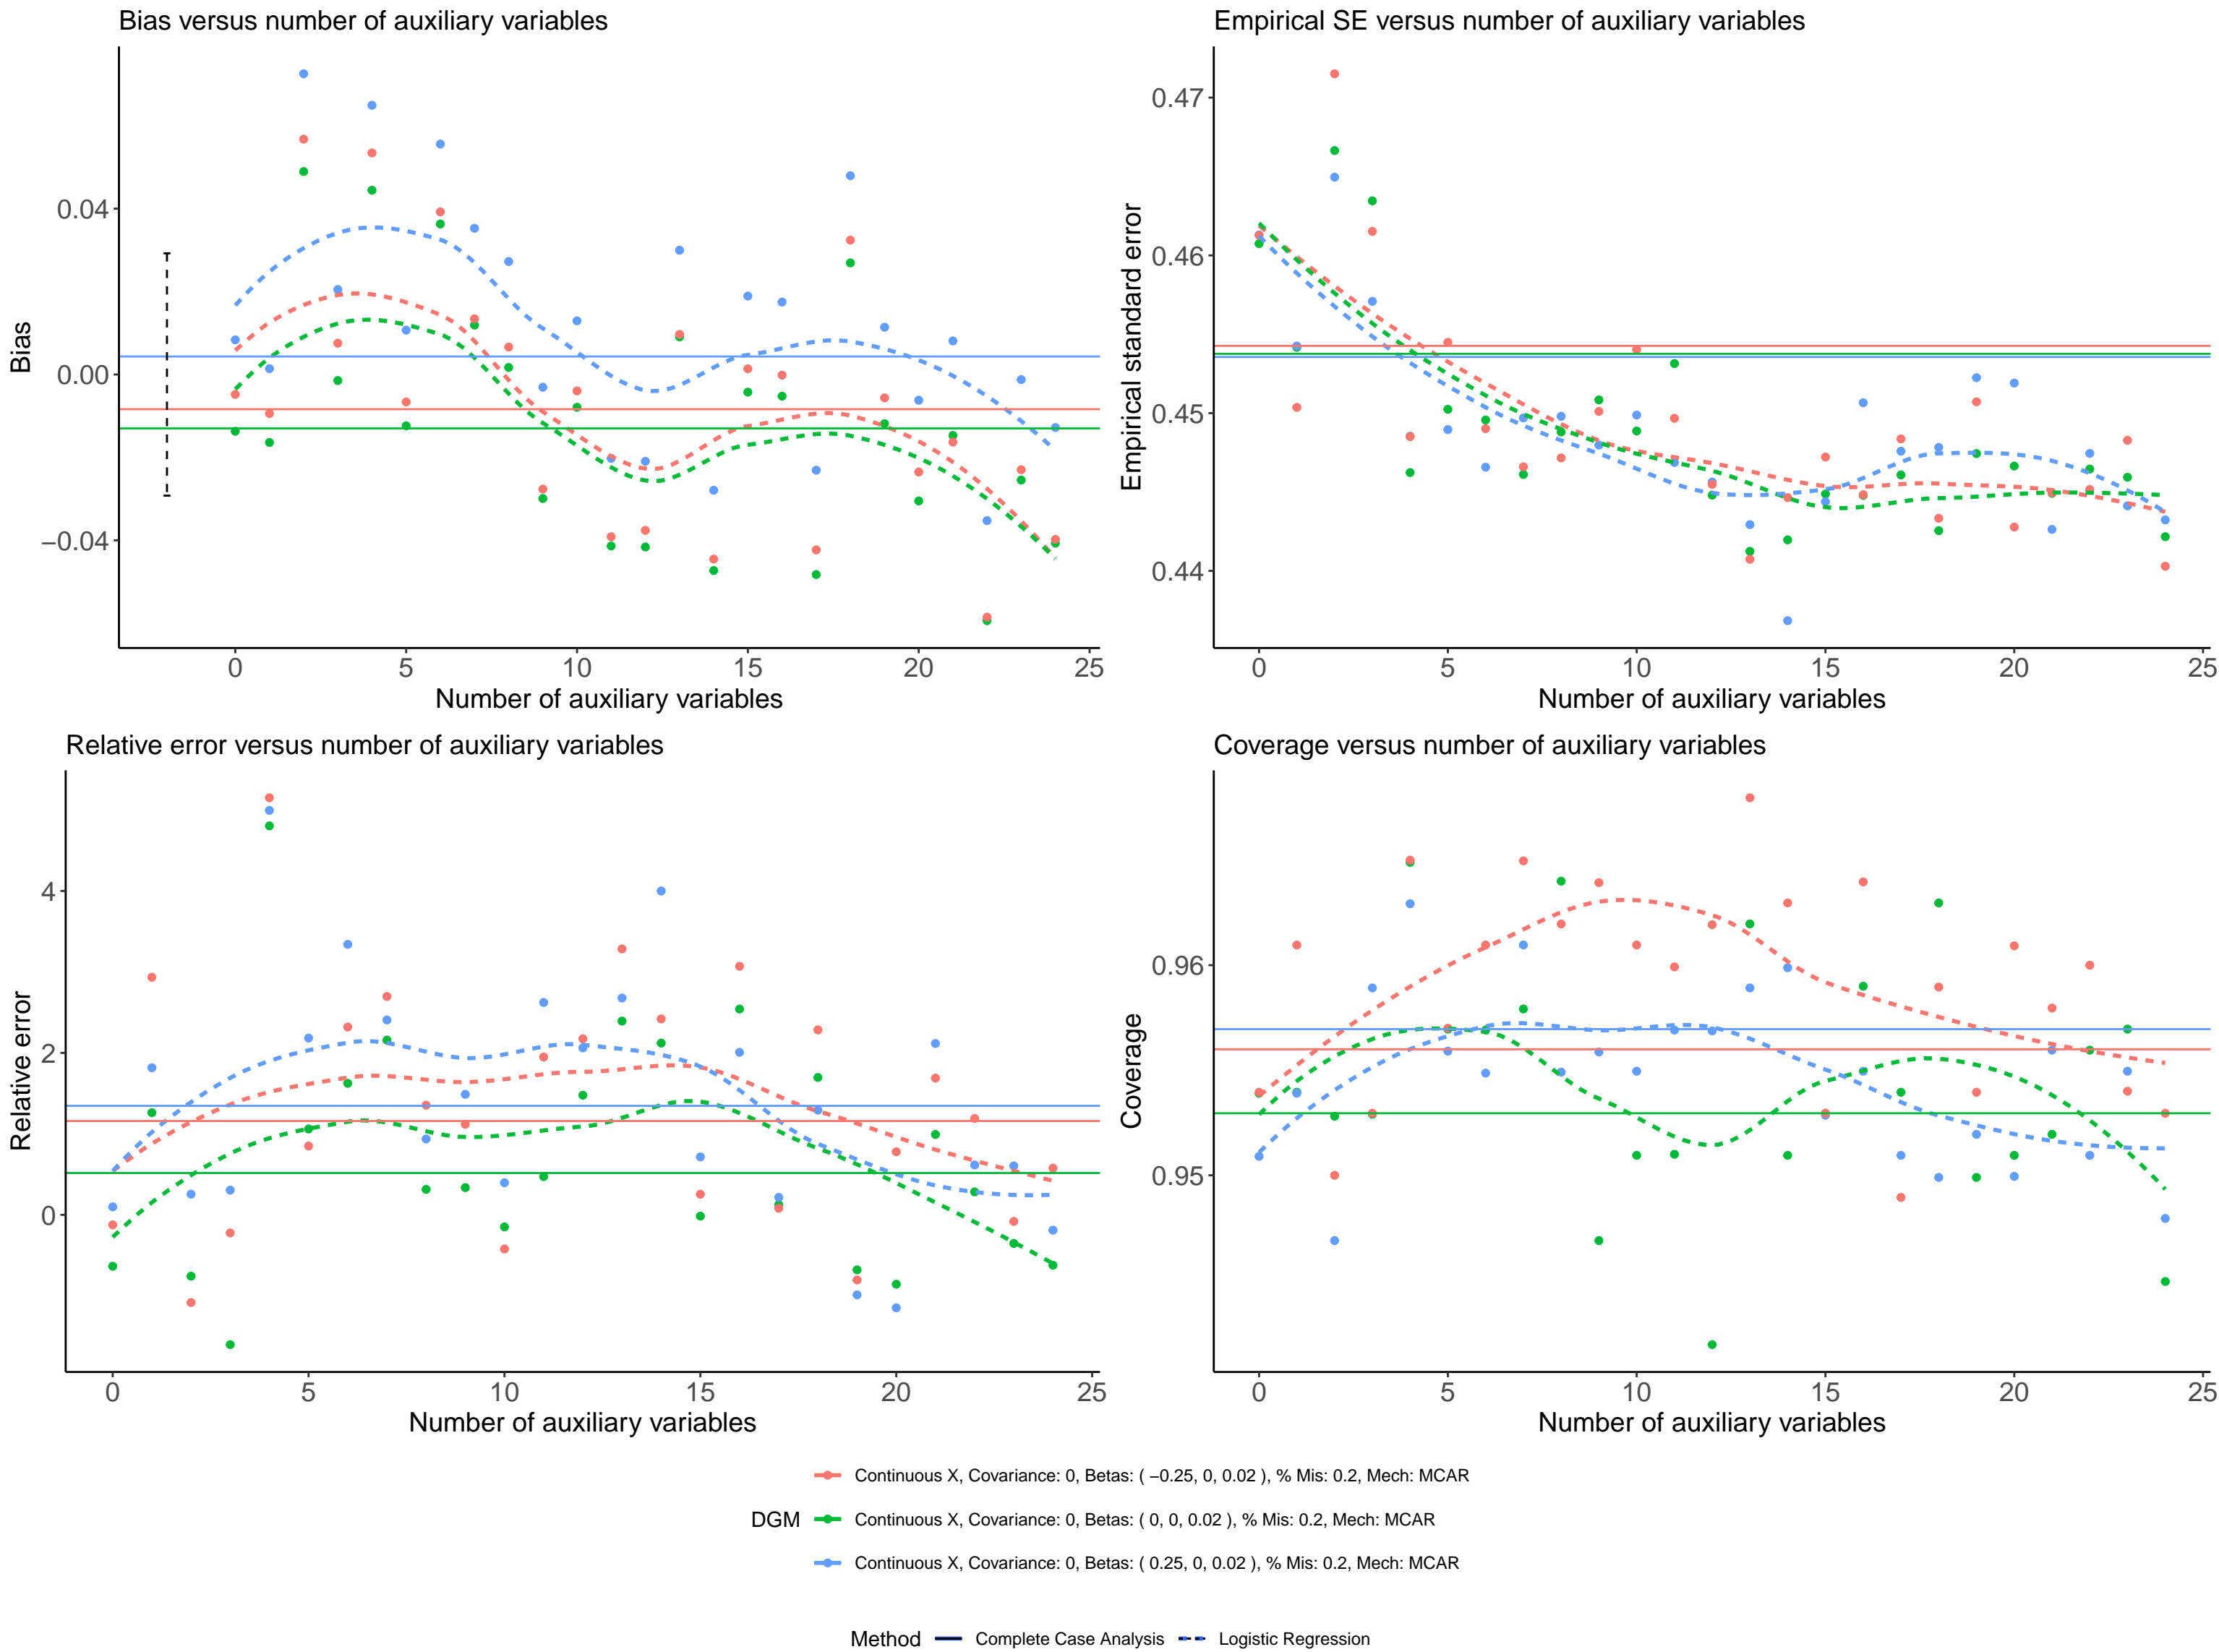 Bias versus number of auxiliary variables
Bias
0.04
0.00
−0.04
0 5 10 15 20 25
Number of auxiliary variables
Empirical SE versus number of auxiliary variables
Empirical standard error
0.47
0.46
0.45
0.44
0 5 10 15 20 25
Number of auxiliary variables
Relative error versus number of auxiliary variables
Relative error
4
2
0
0 5 10 15 20 25
Number of auxiliary variables
Coverage versus number of auxiliary variables
Coverage
0.96
0.95
0 5 10 15 20 25
Number of auxiliary variables
DGM
Continuous X, Covariance: 0, Betas: ( −0.25, 0, 0.02 ), % Mis: 0.2, Mech: MCAR
Continuous X, Covariance: 0, Betas: ( 0, 0, 0.02 ), % Mis: 0.2, Mech: MCAR
Continuous X, Covariance: 0, Betas: ( 0.25, 0, 0.02 ), % Mis: 0.2, Mech: MCAR
Method Complete Case Analysis Logistic Regression